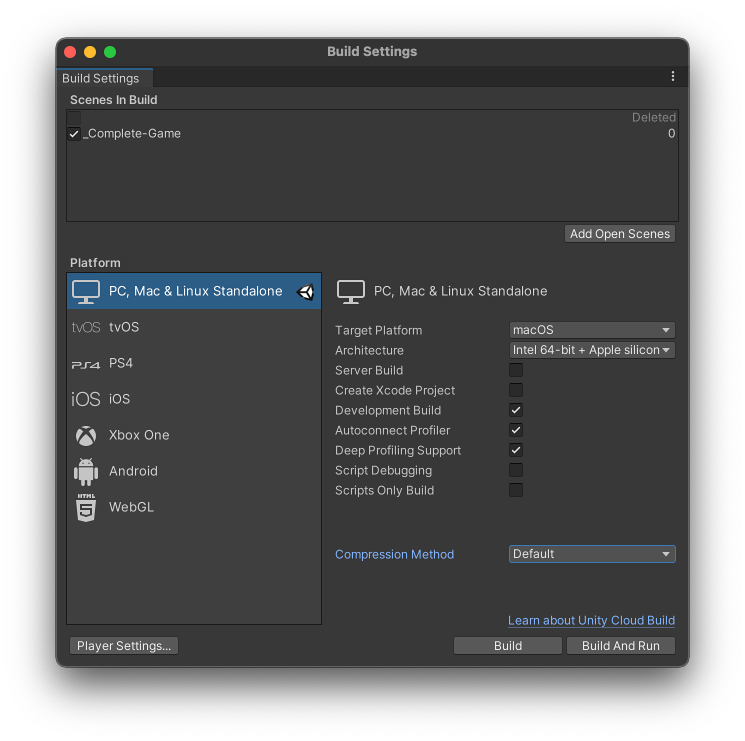 Build Settings
Build Settings
Scenes In Build
Deleted
_Complete-Game 0
Add Open Scenes
Platform
PC, Mac & Linux Standalone
tvOS tvOS
PS4 PS4
iOS iOS
Xbox One
Android
HTML 5 WebGL
PC, Mac & Linux Standalone
Target Platform macOS
Architecture Intel 64-bit + Apple silicon
Server Build
Create Xcode Project
Development Build
Autoconnect Profiler
Deep Profiling Support
Script Debugging
Scripts Only Build
Compression Method Default
Learn about Unity Cloud Build
Player Settings... Build Build And Run